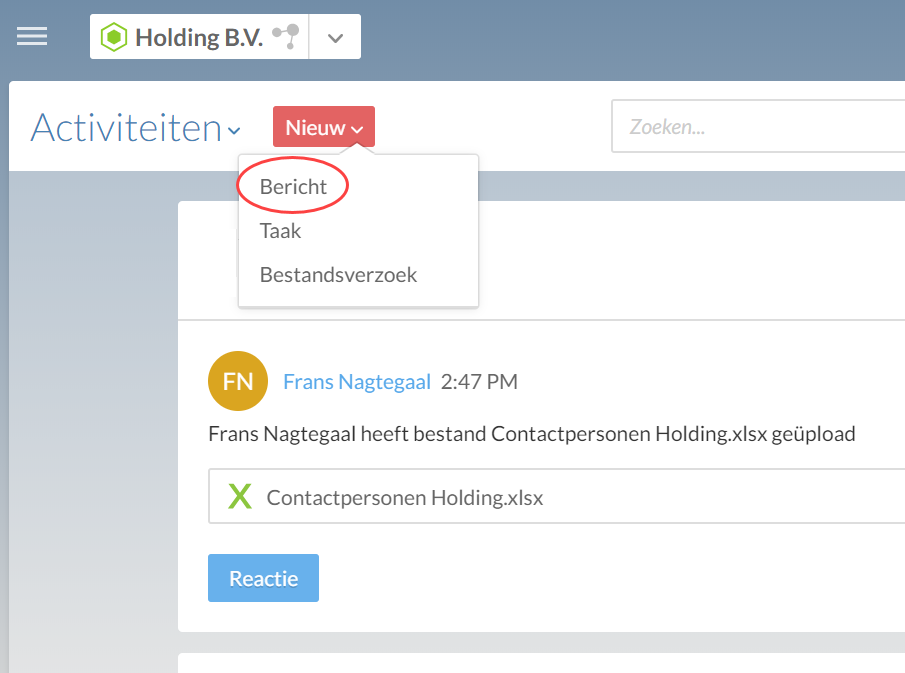 Holding B.V.
Activiteiten
Nieuw
Zoeken...
Bericht
Taak
Bestandsverzoek
FN
Frans Nagtegaal 2:47 PM
Frans Nagtegaal heeft bestand Contactpersonen Holding.xlsx geüpload
Contactpersonen Holding.xlsx
Reactie